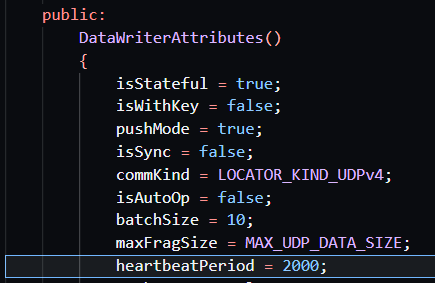 public:
DataWriterAttributes()
{
isStateful = true;
isWithKey = false;
pushMode = true;
isSync = false;
commKind = LOCATOR_KIND_UDPv4;
isAutoOp = false;
batchSize = 10;
maxFragSize = MAX_UDP_DATA_SIZE;
heartbeatPeriod = 2000;